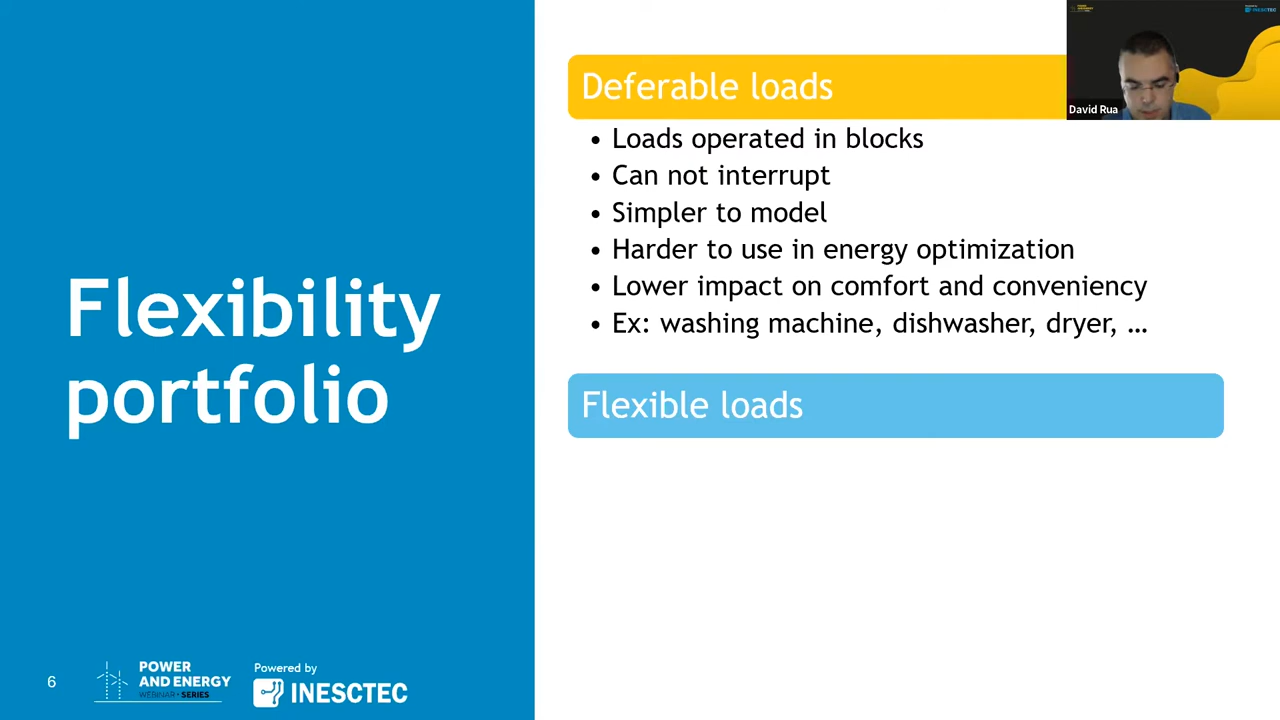 Flexibility
portfolio
Deferable loads
• Loads operated in blocks
• Can not interrupt
• Simpler to model
• Harder to use in energy optimization
• Lower impact on comfort and conveniency
• Ex: washing machine, dishwasher, dryer, …
Flexible loads
David Rua
INESCTEC
6
POWER
AND ENERGY
WEBINAR • SERIES
Powered by
INESCTEC